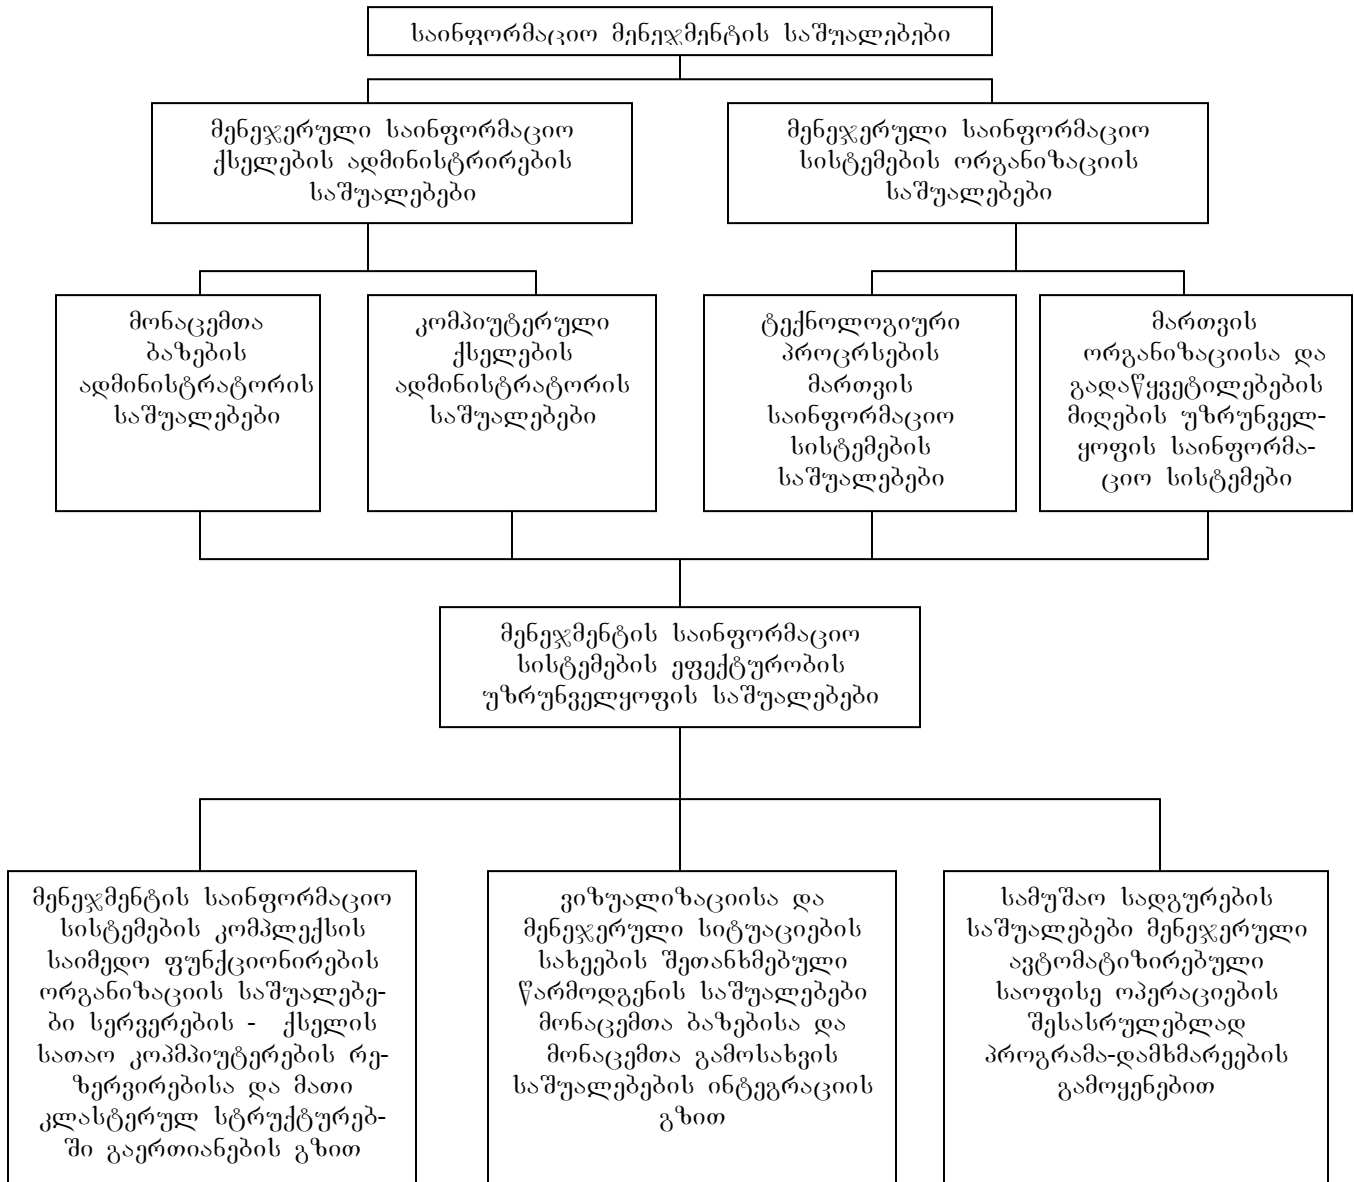 საინფორმაციო მენეჯმენტის საშუალებები
მენეჯერული საინფორმაციო
ქსელების ადმინისტრირების
საშუალებები
მენეჯერული საინფორმაციო
სისტემების ორგანიზაციის
საშუალებები
მონაცემთა
ბაზების
ადმინისტრატორის
საშუალებები
კომპიუტერული
ქსელების
ადმინისტრატორის
საშუალებები
ტექნოლოგიური
პროცრსების
მართვის
საინფორმაციო
სისტემების
საშუალებები
მართვის
ორგანიზაციისა და
გადაწყვეტილებების
მიღების უზრუნველ-
ყოფის საინფორმა-
ციო სისტემები
მენეჯმენტის საინფორმაციო
სისტემების ეფექტურობის
უზრუნველყოფის საშუალებები
მენეჯმენტის საინფორმაციო
სისტემების კომპლექსის
საიმედო ფუნქციონირების
ორგანიზაციის საშუალებე-
ბი სერვერების - ქსელის
სათაო კოპმპიუტერების რე-
ზერვირებისა და მათი
კლასტერულ სტრუქტურებ-
ში გაერთიანების გზით
ვიზუალიზაციისა და
მენეჯერული სიტუაციების
სახეების შეთანხმებული
წარმოდგენის საშუალებები
მონაცემთა ბაზებისა და
მონაცემთა გამოსახვის
საშუალებების ინტეგრაციის
გზით
სამუშაო სადგურების
საშუალებები მენეჯერული
ავტომატიზირებული
საოფისე ოპერაციების
შესასრულებლად
პროგრამა-დამხმარეების
გამოყენებით